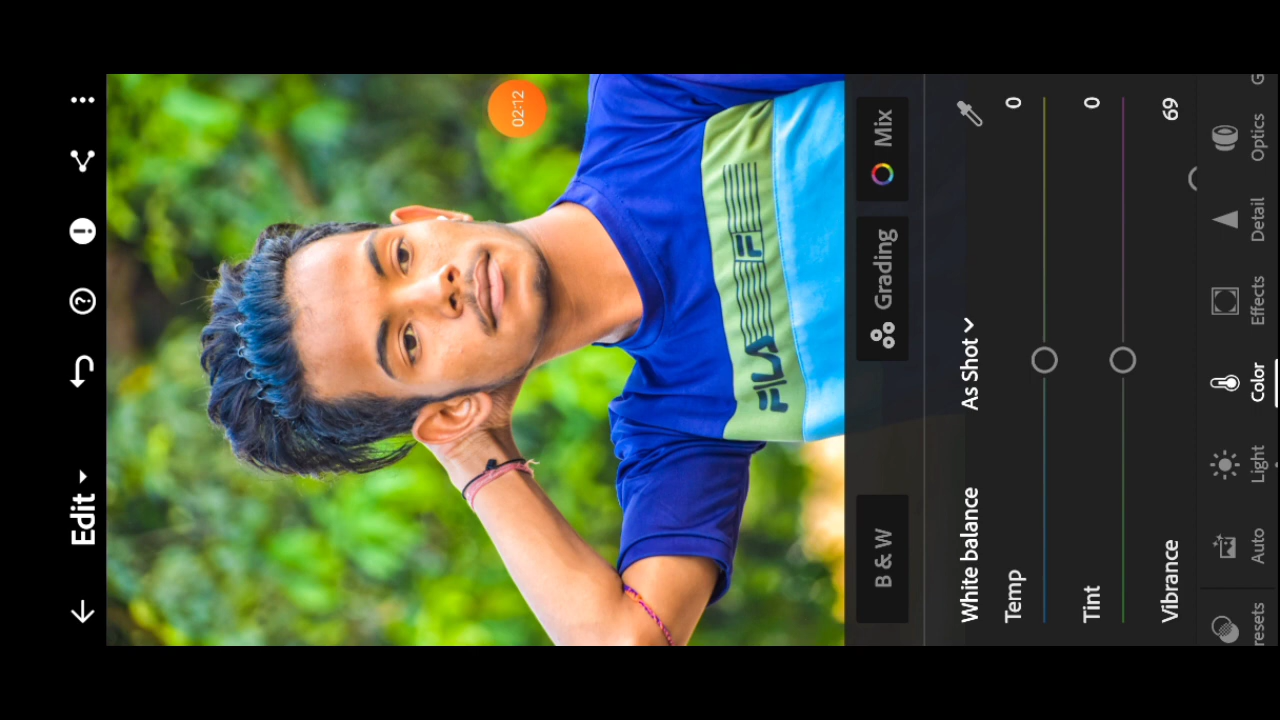 Edit
02:12
FILA
F
B & W
Grading
Mix
White balance
As Shot
Temp
0
Tint
0
Vibrance
69
resets
Auto
Light
Color
Effects
Detail
Optics
G